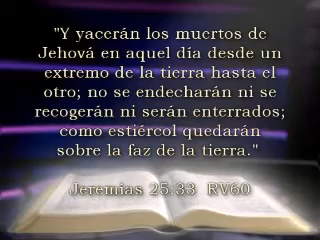 "Y yacerán los muertos de
Jehová en aquel día desde un
extremo de la tierra hasta el
otro; no se endecharán ni se
recogerán ni serán enterrados;
como estiércol quedarán
sobre la faz de la tierra."
Jeremias 25:33 RV60